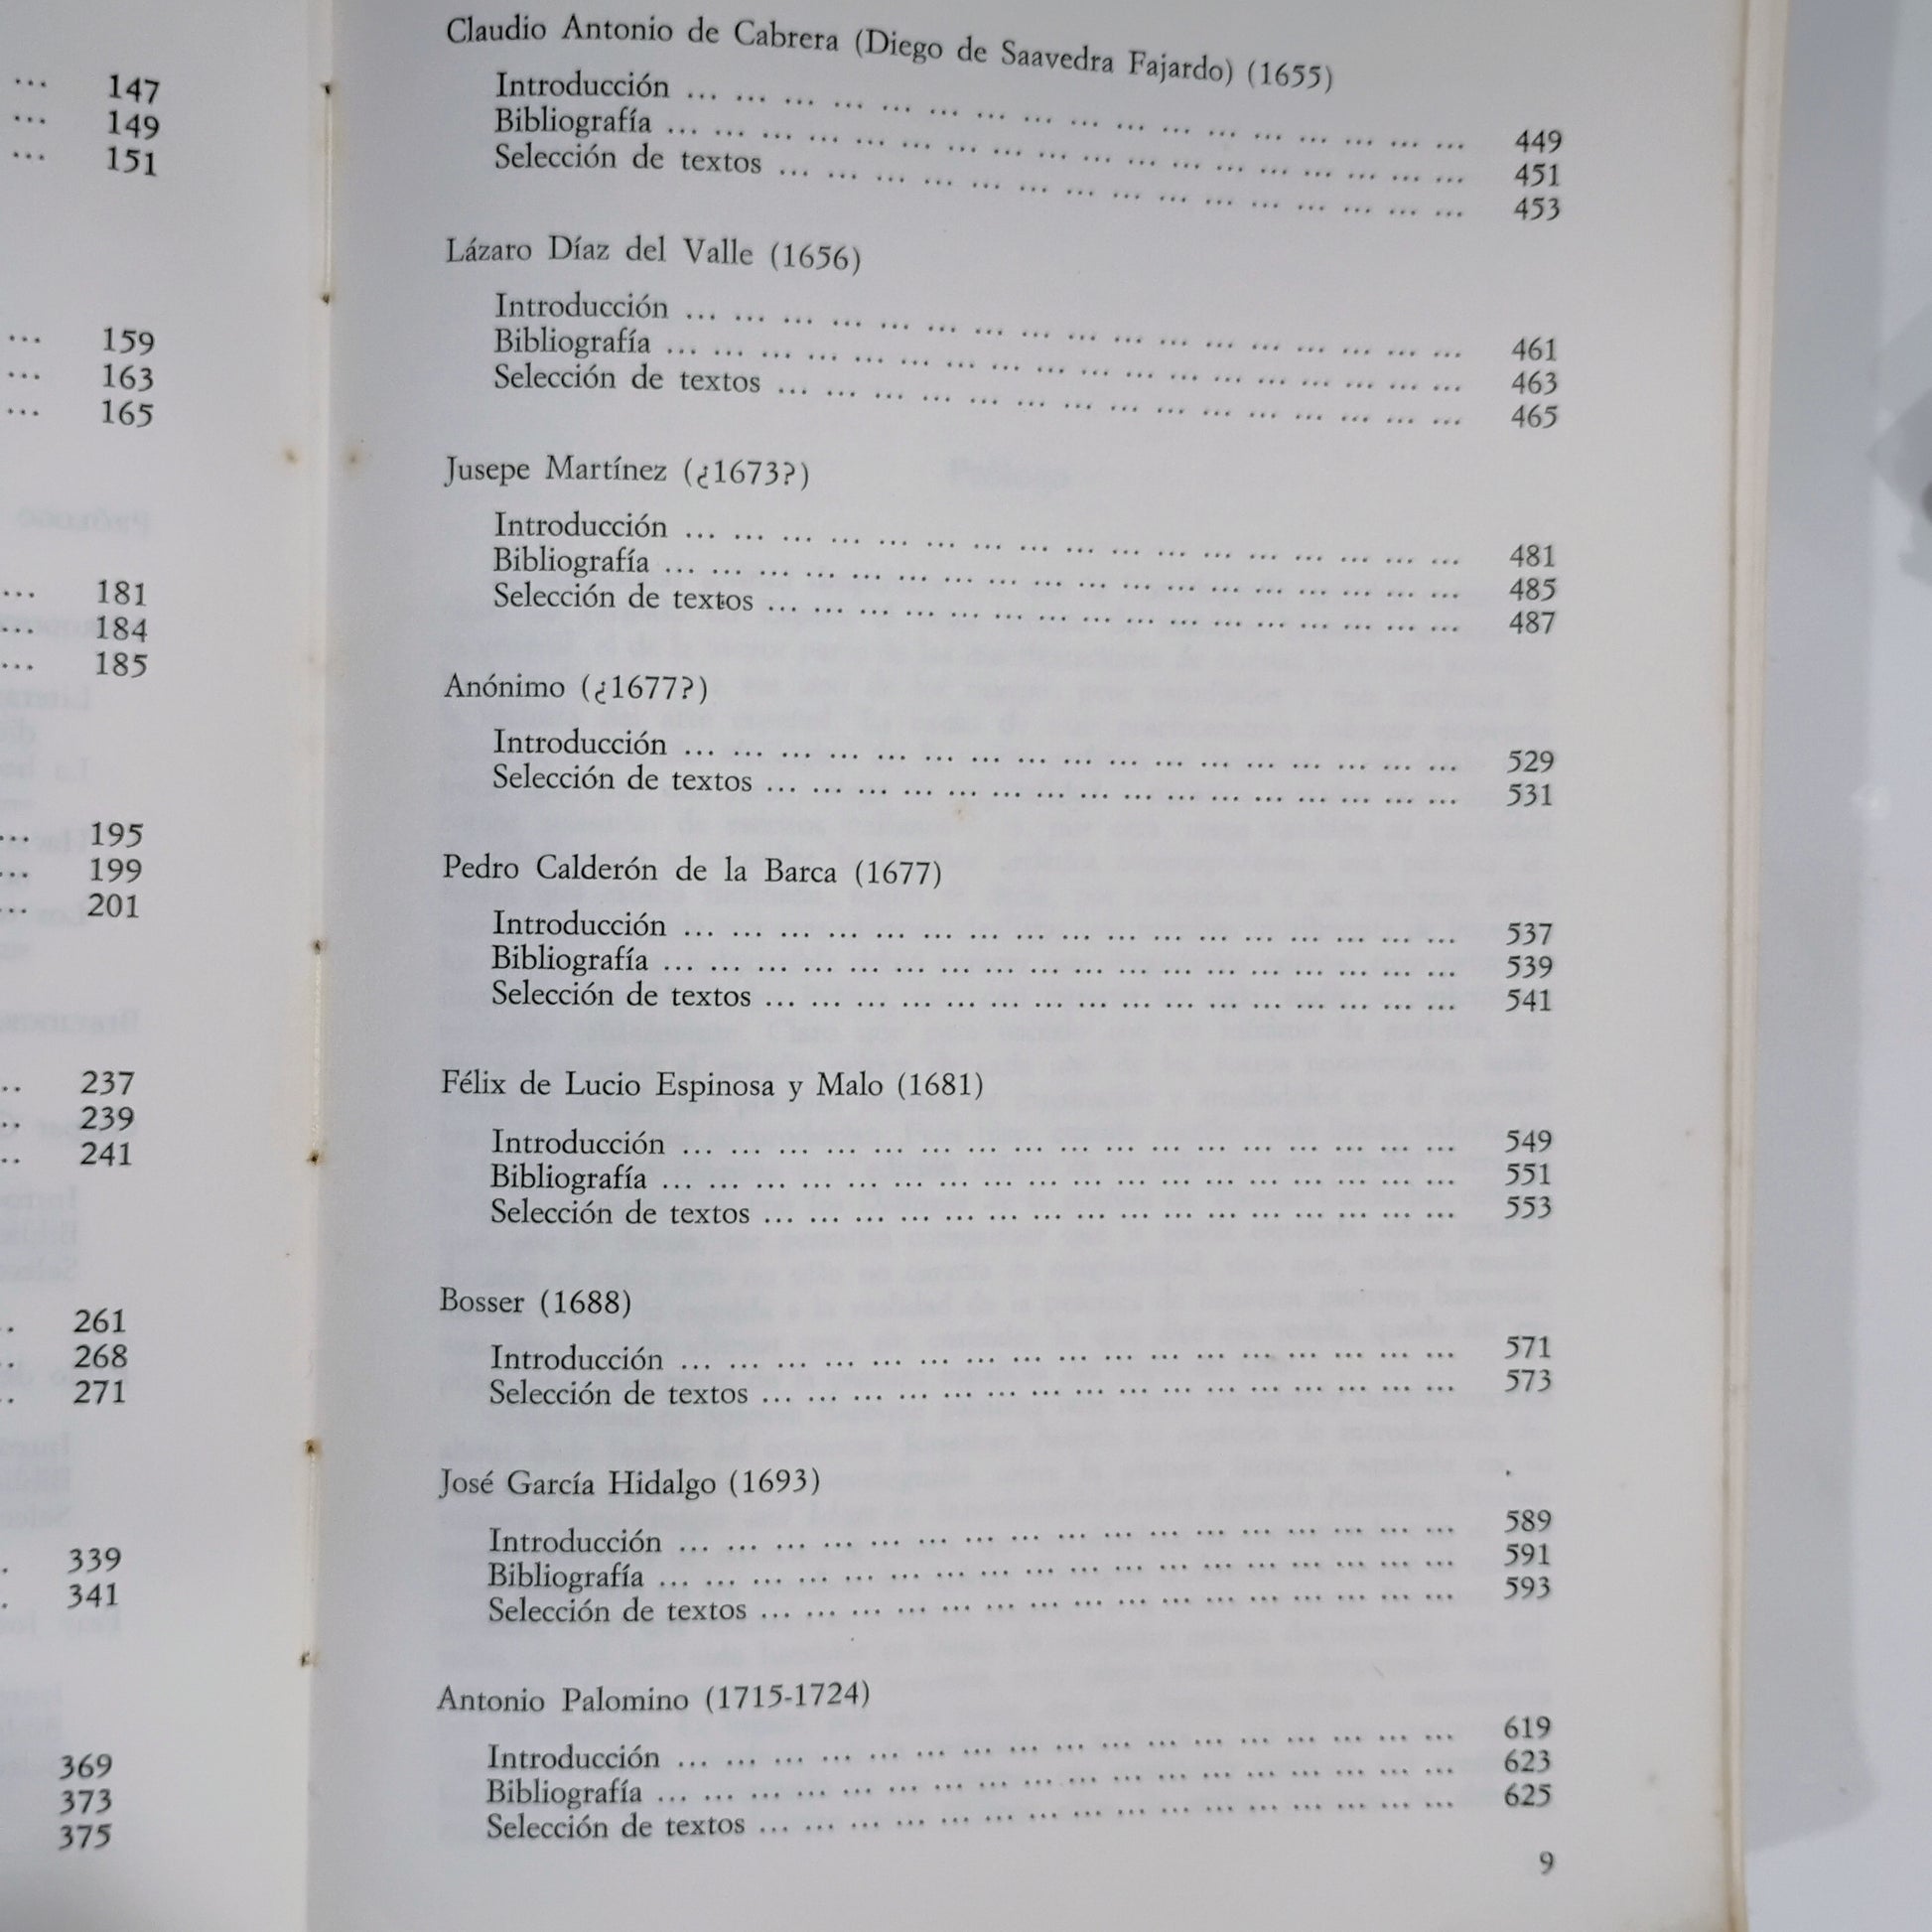 ... 147
... 149
... 151
... 159
... 163
... 165
... 181
... 184
... 185
... 195
... 199
... 201
.. 237
.. 239
.. 241
. 261
. 268
. 271
. 339
. 341
369
373
375
Claudio Antonio de Cabrera (Diego de Saavedra Fajardo) (1655)
Introducción ... ... ... ... ... ... ... ... ... ... ... ... ... ... ... ... ... 449
Bibliografía ... ... ... ... ... ... ... ... ... ... ... ... ... ... ... ... ... ... 451
Selección de textos ... ... ... ... ... ... ... ... ... ... ... ... ... ... ... 453
Lázaro Díaz del Valle (1656)
Introducción ... ... ... ... ... ... ... ... ... ... ... ... ... ... ... ... ... 461
Bibliografía ... ... ... ... ... ... ... ... ... ... ... ... ... ... ... ... ... ... 463
Selección de textos ... ... ... ... ... ... ... ... ... ... ... ... ... ... ... 465
Jusepe Martínez (¿1673?)
Introducción ... ... ... ... ... ... ... ... ... ... ... ... ... ... ... ... ... 481
Bibliografía ... ... ... ... ... ... ... ... ... ... ... ... ... ... ... ... ... ... 485
Selección de textos ... ... ... ... ... ... ... ... ... ... ... ... ... ... ... ... 487
Anónimo (¿1677?)
Introducción ... ... ... ... ... ... ... ... ... ... ... ... ... ... ... ... ... 529
Selección de textos ... ... ... ... ... ... ... ... ... ... ... ... ... ... ... ... 531
Pedro Calderón de la Barca (1677)
Introducción ... ... ... ... ... ... ... ... ... ... ... ... ... ... ... ... ... 537
Bibliografía ... ... ... ... ... ... ... ... ... ... ... ... ... ... ... ... ... ... 539
Selección de textos ... ... ... ... ... ... ... ... ... ... ... ... ... ... ... ... 541
Félix de Lucio Espinosa y Malo (1681)
Introducción ... ... ... ... ... ... ... ... ... ... ... ... ... ... ... ... ... 549
Bibliografía ... ... ... ... ... ... ... ... ... ... ... ... ... ... ... ... ... ... 551
Selección de textos ... ... ... ... ... ... ... ... ... ... ... ... ... ... ... ... 553
Bosser (1688)
Introducción ... ... ... ... ... ... ... ... ... ... ... ... ... ... ... ... ... 571
Selección de textos ... ... ... ... ... ... ... ... ... ... ... ... ... ... ... ... 573
José García Hidalgo (1693)
Introducción ... ... ... ... ... ... ... ... ... ... ... ... ... ... ... ... ... 589
Bibliografía ... ... ... ... ... ... ... ... ... ... ... ... ... ... ... ... ... ... 591
Selección de textos ... ... ... ... ... ... ... ... ... ... ... ... ... ... ... ... 593
Antonio Palomino (1715-1724)
Introducción ... ... ... ... ... ... ... ... ... ... ... ... ... ... ... ... ... 619
Bibliografía ... ... ... ... ... ... ... ... ... ... ... ... ... ... ... ... ... ... 623
Selección de textos ... ... ... ... ... ... ... ... ... ... ... ... ... ... ... ... 625
9